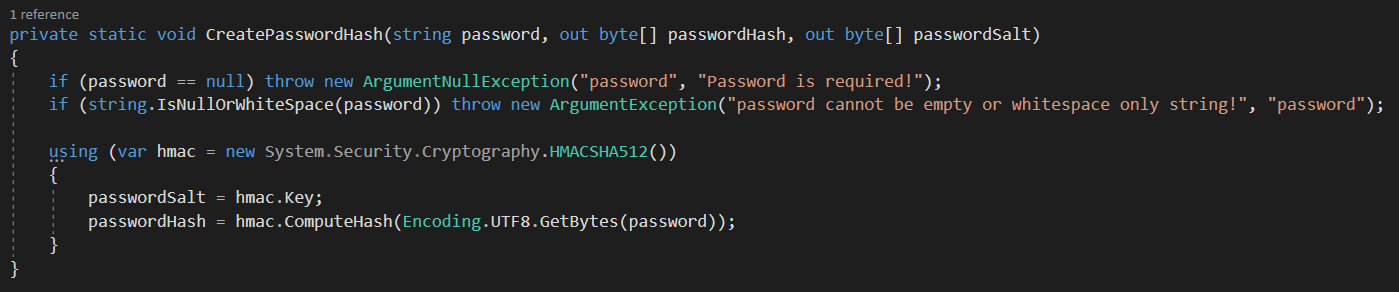 1 reference
private static void CreatePasswordHash(string password, out byte[] passwordHash, out byte[] passwordSalt)
{
if (password == null) throw new ArgumentNullException("password", "Password is required!");
if (string.IsNullOrWhiteSpace(password)) throw new ArgumentException("password cannot be empty or whitespace only string!", "password");
using (var hmac = new System.Security.Cryptography.HMACSHA512())
{
passwordSalt = hmac.Key;
passwordHash = hmac.ComputeHash(Encoding.UTF8.GetBytes(password));
}
}